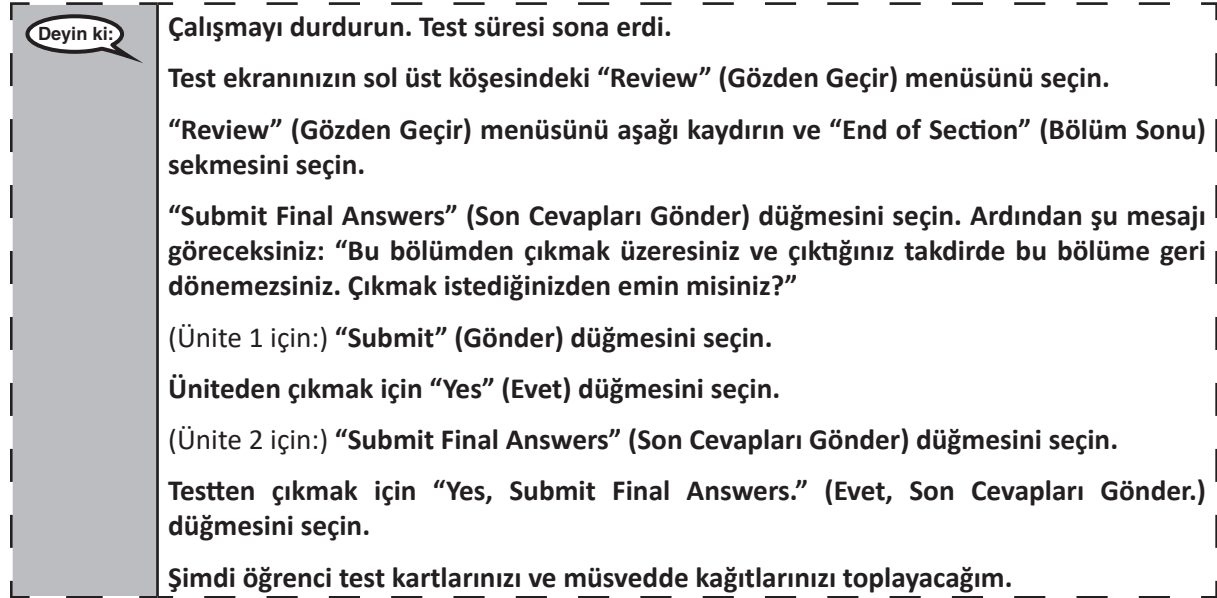 Deyin ki:
Çalışmayı durdurun. Test süresi sona erdi.
Test ekranınızın sol üst köşesindeki “Review” (Gözden Geçir) menüsünü seçin.
“Review” (Gözden Geçir) menüsünü aşağı kaydırın ve “End of Section” (Bölüm Sonu)
sekmesini seçin.
“Submit Final Answers” (Son Cevapları Gönder) düğmesini seçin. Ardından şu mesajı
göreceksiniz: “Bu bölümden çıkmak üzeresiniz ve çıktığınız takdirde bu bölüme geri
dönemezsiniz. Çıkmak istediğinizden emin misiniz?”
(Ünite 1 için:) “Submit” (Gönder) düğmesini seçin.
Üniteden çıkmak için “Yes” (Evet) düğmesini seçin.
(Ünite 2 için:) “Submit Final Answers” (Son Cevapları Gönder) düğmesini seçin.
Testten çıkmak için “Yes, Submit Final Answers.” (Evet, Son Cevapları Gönder.)
düğmesini seçin.
Şimdi öğrenci test kartlarınızı ve müsvedde kağıtlarınızı toplayacağım.